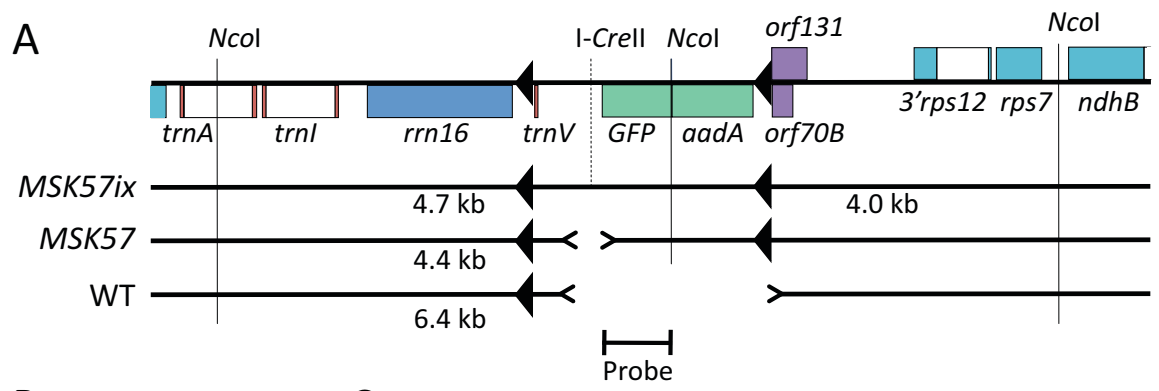 A
NcoI
I-CreII
NcoI
orf131
NcoI
trnA
trnI
rrn16
trnV
GFP
aadA
orf70B
3'rps12
rps7
ndhB
MSK57ix
4.7 kb
4.0 kb
MSK57
4.4 kb
WT
6.4 kb
Probe